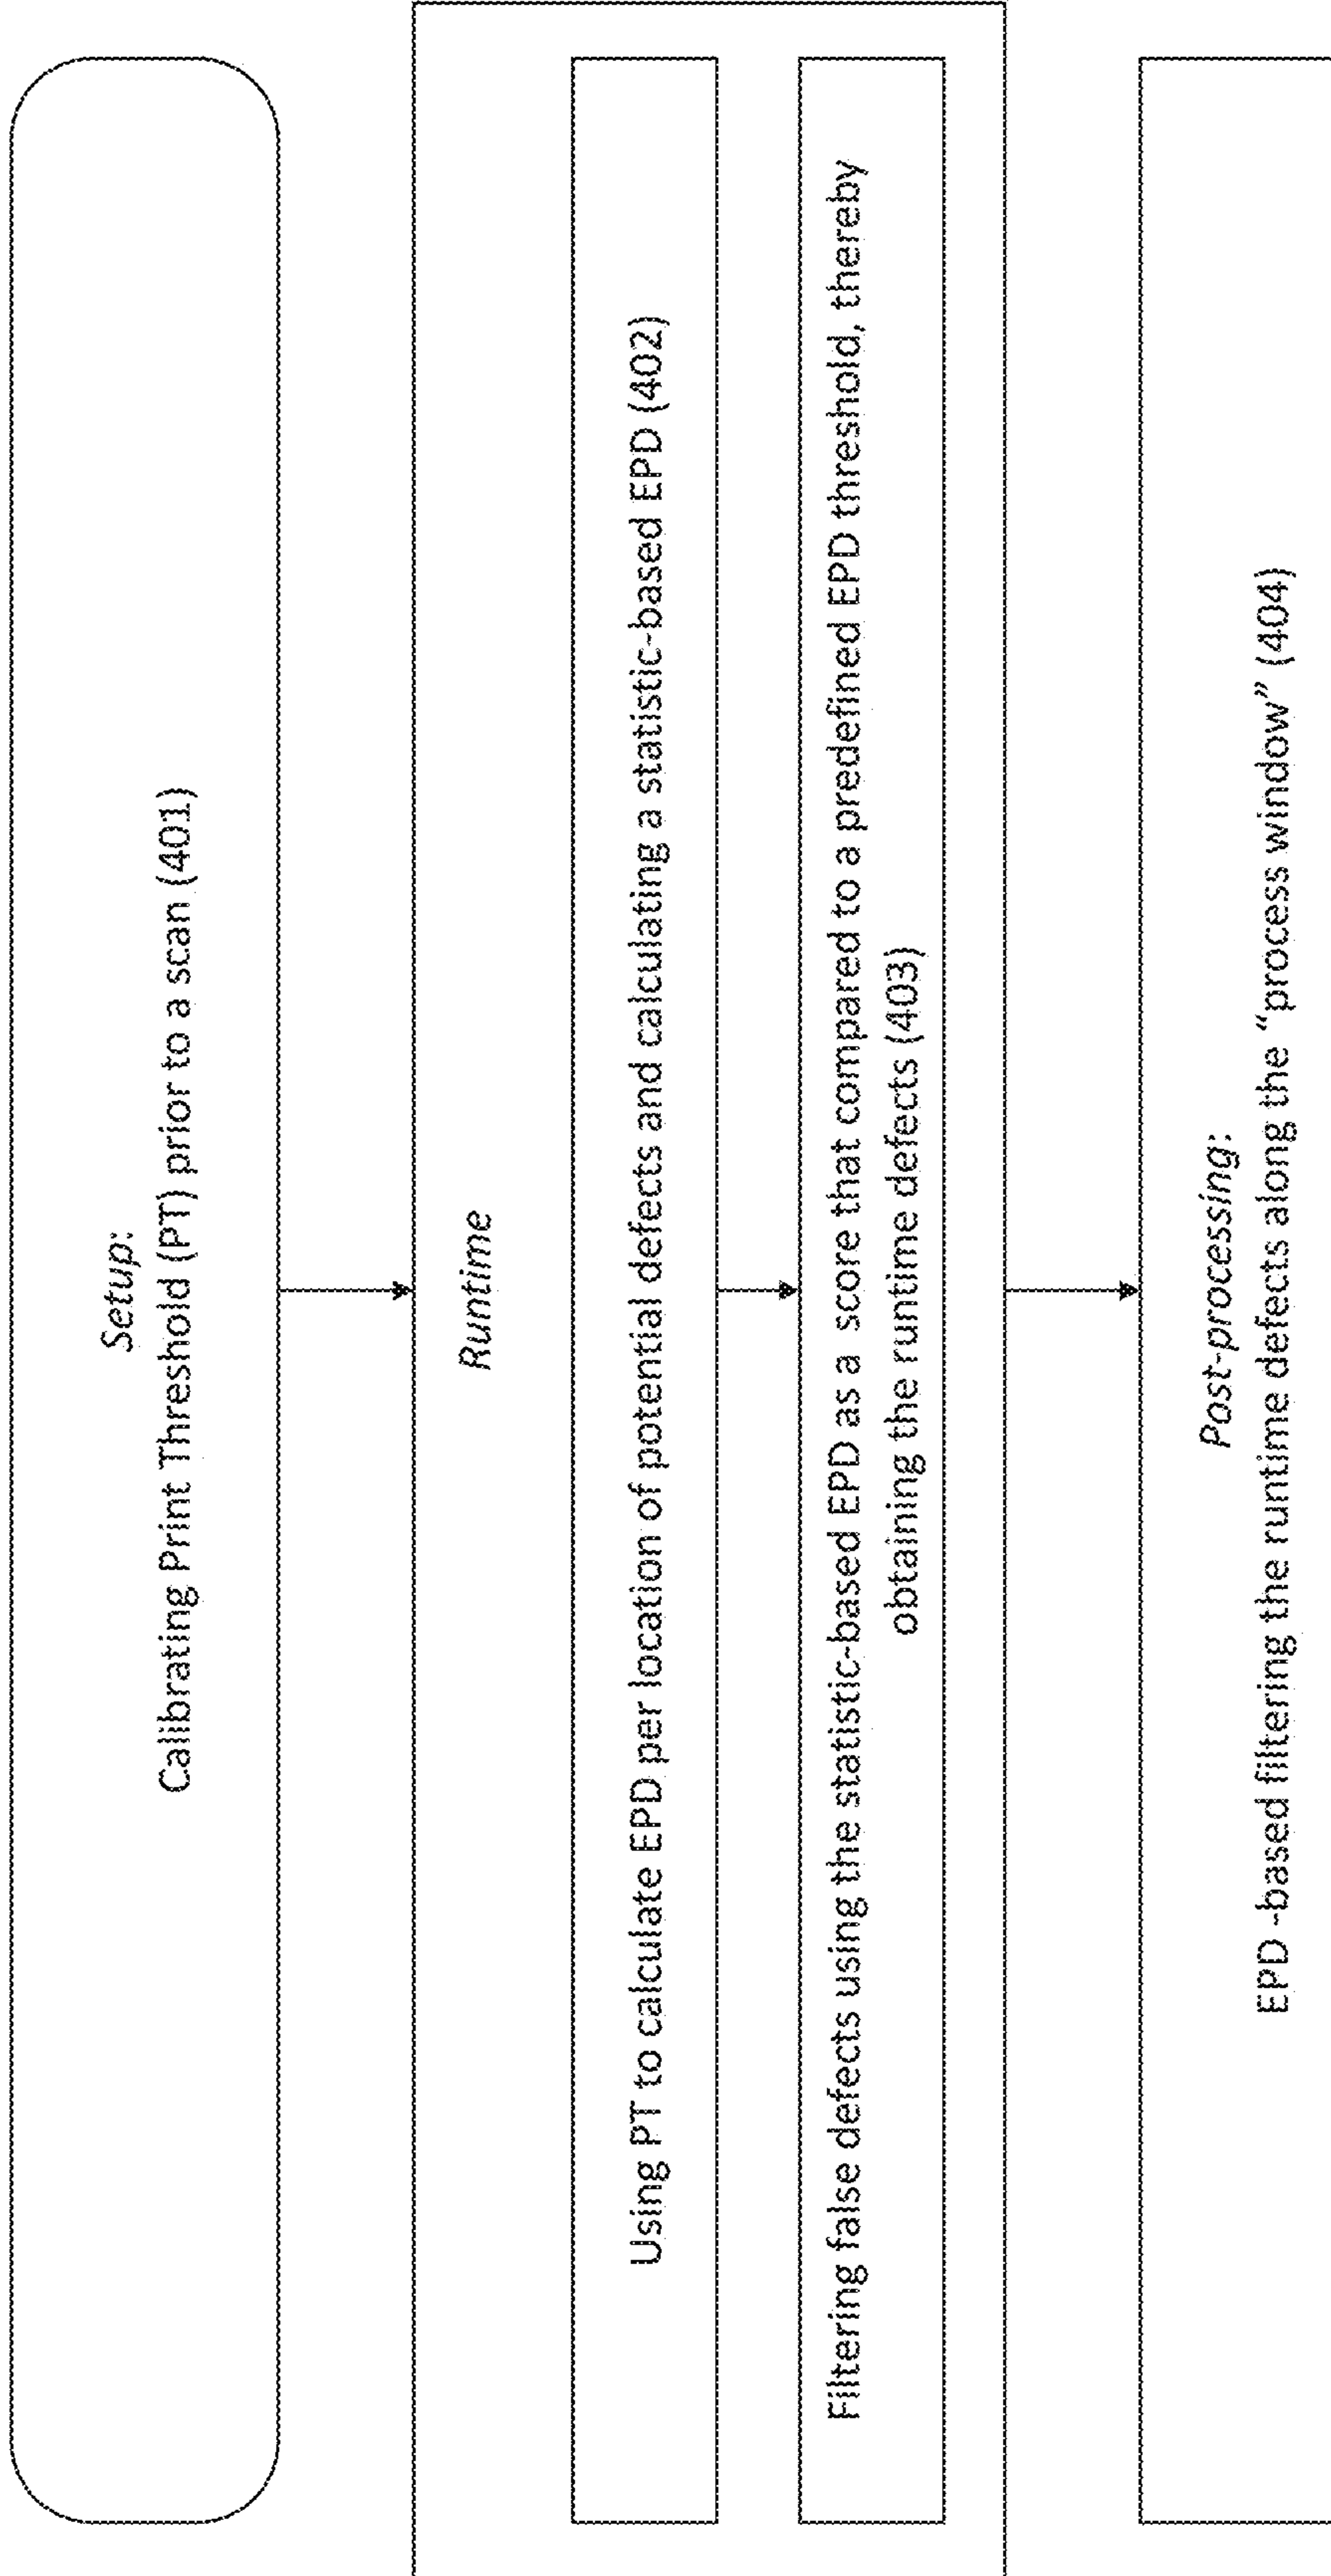 Setup:
Calibrating Print Threshold (PT) prior to a scan (401)
Runtime
Using PT to calculate EPD per location of potential defects and calculating a statistic-based EPD (402)
Filtering false defects using the statistic-based EPD as a score that compared to a predefined EPD threshold, thereby
obtaining the runtime defects (403)
Post-processing:
EPD -based filtering the runtime defects along the “process window” (404)